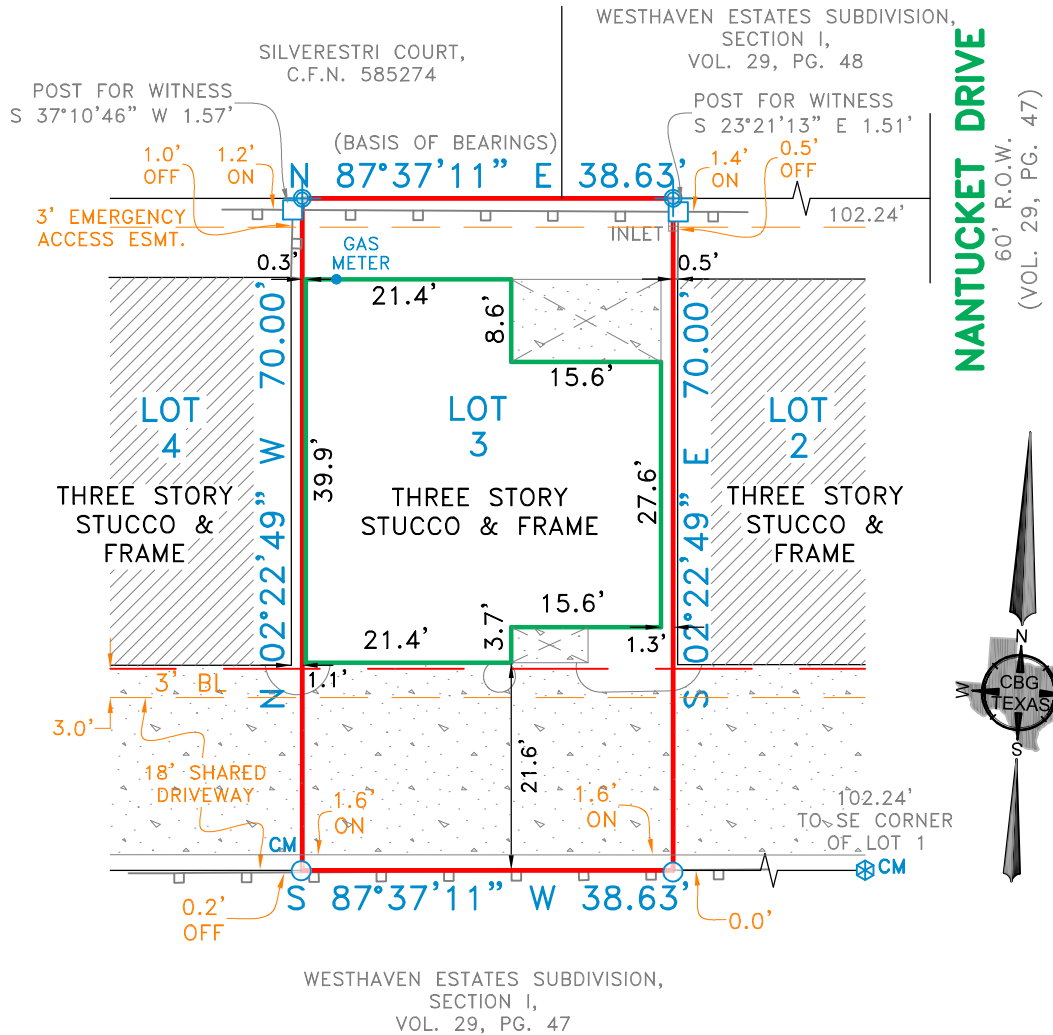 WESTHAVEN ESTATES SUBDIVISION,
SECTION I,
VOL. 29, PG. 48
SILVERESTRI COURT,
C.F.N. 585274
NANTUCKET DRIVE
60' R.O.W.
(VOL. 29, PG. 47)
POST FOR WITNESS
S 37°10'46" W 1.57'
POST FOR WITNESS
S 23°21'13" E 1.51'
(BASIS OF BEARINGS)
1.0'
OFF
1.2'
ON
N 87°37'11" E 38.63'
1.4'
ON
0.5'
OFF
3' EMERGENCY
ACCESS ESMT.
102.24'
INLET
GAS
METER
0.3'
0.5'
21.4'
8.6'
15.6'
N 02°22'49" W 70.00'
S 02°22'49" E 70.00'
LOT
4
LOT
3
LOT
2
39.9'
27.6'
THREE STORY
STUCCO &
FRAME
THREE STORY
STUCCO & FRAME
THREE STORY
STUCCO &
FRAME
15.6'
3.7'
21.4'
1.3'
1.1'
N
W
CBG
TEXAS
S
3' BL
3.0'
21.6'
18' SHARED
DRIVEWAY
1.6'
ON
1.6'
ON
102.24'
TO SE CORNER
OF LOT 1
CM
CM
S 87°37'11" W 38.63'
0.2'
OFF
0.0'
WESTHAVEN ESTATES SUBDIVISION,
SECTION I,
VOL. 29, PG. 47